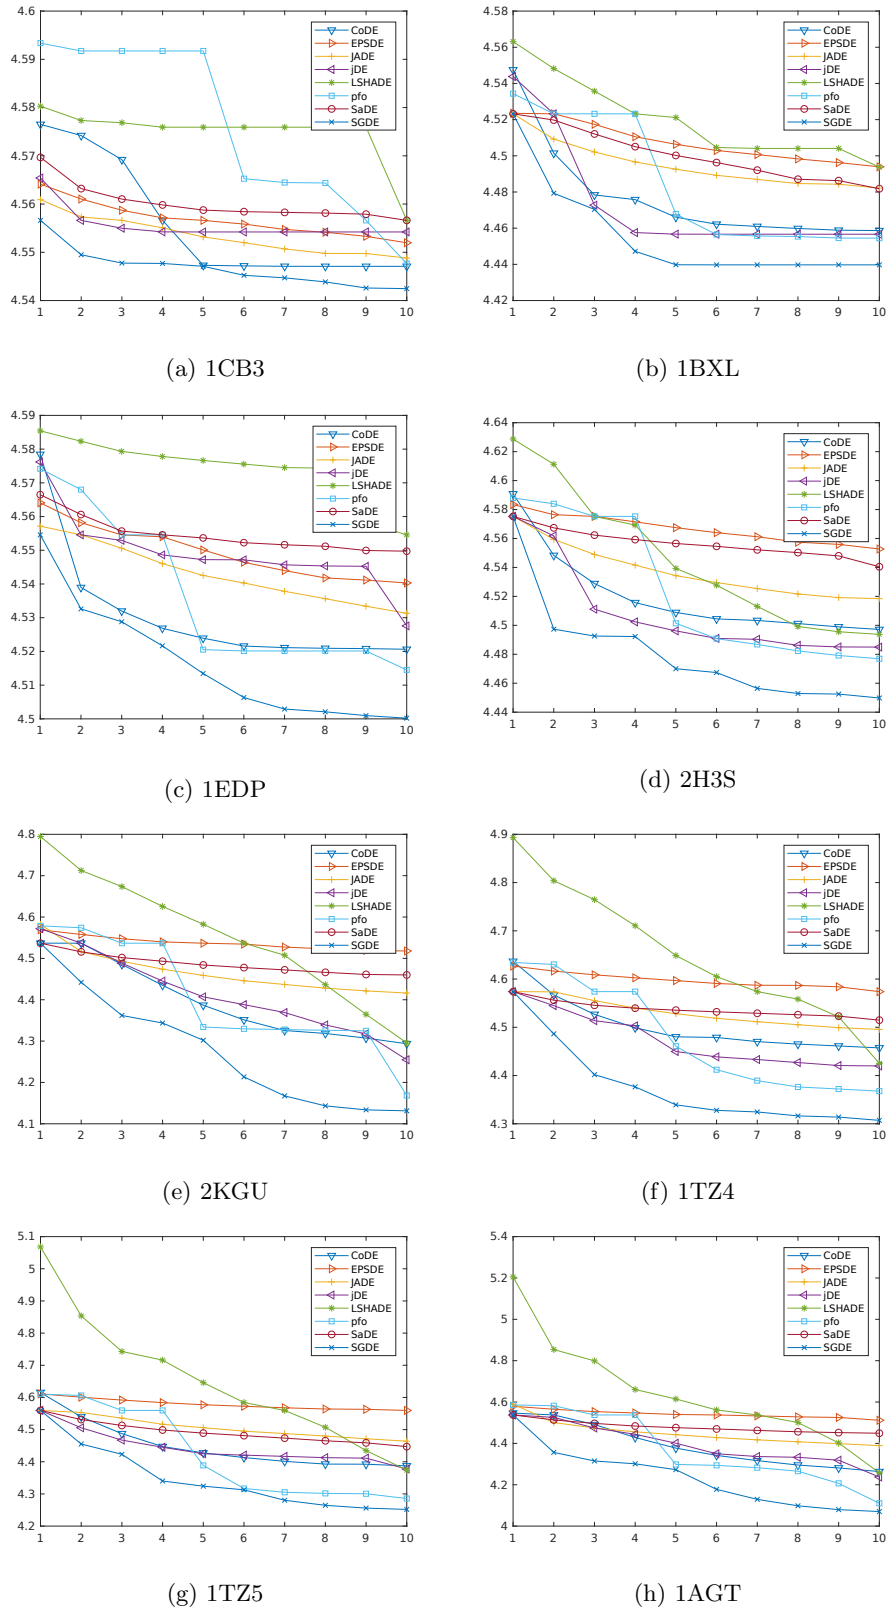 4.6
4.59
4.58
4.57
4.56
4.55
4.54
CoDE
EPSDE
JADE
jDE
LSHADE
pfo
SaDE
SGDE
1 2 3 4 5 6 7 8 9 10
(a) 1CB3
4.58
4.56
4.54
4.52
4.5
4.48
4.46
4.44
4.42
CoDE
EPSDE
JADE
jDE
LSHADE
pfo
SaDE
SGDE
1 2 3 4 5 6 7 8 9 10
(b) 1BXL
4.59
4.58
4.57
4.56
4.55
4.54
4.53
4.52
4.51
4.5
CoDE
EPSDE
JADE
jDE
LSHADE
pfo
SaDE
SGDE
1 2 3 4 5 6 7 8 9 10
(c) 1EDP
4.64
4.62
4.6
4.58
4.56
4.54
4.52
4.5
4.48
4.46
4.44
CoDE
EPSDE
JADE
jDE
LSHADE
pfo
SaDE
SGDE
1 2 3 4 5 6 7 8 9 10
(d) 2H3S
4.8
4.7
4.6
4.5
4.4
4.3
4.2
4.1
CoDE
EPSDE
JADE
jDE
LSHADE
pfo
SaDE
SGDE
1 2 3 4 5 6 7 8 9 10
(e) 2KGU
4.9
4.8
4.7
4.6
4.5
4.4
4.3
CoDE
EPSDE
JADE
jDE
LSHADE
pfo
SaDE
SGDE
1 2 3 4 5 6 7 8 9 10
(f) 1TZ4
5.1
5
4.9
4.8
4.7
4.6
4.5
4.4
4.3
4.2
CoDE
EPSDE
JADE
jDE
LSHADE
pfo
SaDE
SGDE
1 2 3 4 5 6 7 8 9 10
(g) 1TZ5
5.4
5.2
5
4.8
4.6
4.4
4.2
4
CoDE
EPSDE
JADE
jDE
LSHADE
pfo
SaDE
SGDE
1 2 3 4 5 6 7 8 9 10
(h) 1AGT